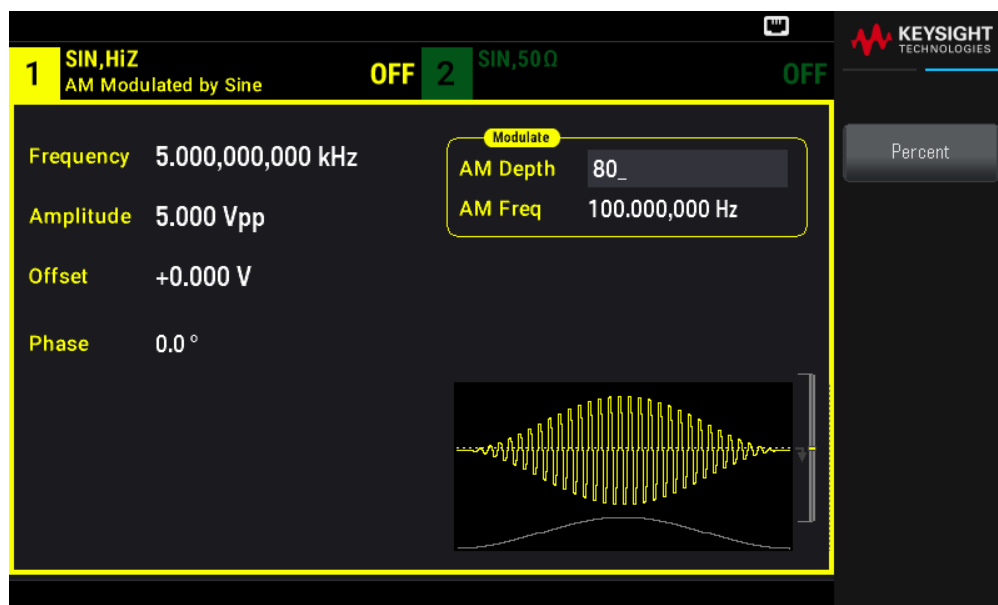 KEYSIGHT
TECHNOLOGIES
1
SIN,HiZ
AM Modulated by Sine
OFF
2
SIN,50Ω
OFF
Frequency 5.000,000,000 kHz
Amplitude 5.000 Vpp
Offset +0.000 V
Phase 0.0 °
Modulate
AM Depth 80_
AM Freq 100.000,000 Hz
Percent